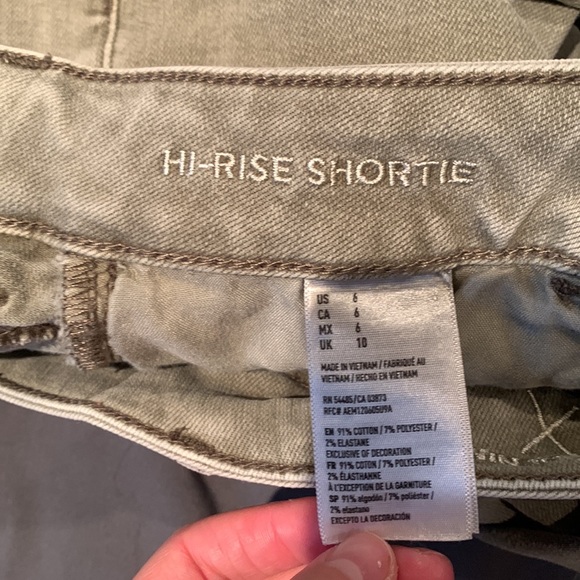 HI-RISE SHORTIE
US 6
CA 6
MX 6
UK 10
MADE IN VIETNAM / FABRIQUÉ AU
VIETNAM / HECHO EN VIETNAM
RN 54485/CA 03873
RFC# AEM120605U9A
EN 91% COTTON / 7% POLYESTER /
2% ELASTANE
EXCLUSIVE OF DECORATION
FR 91% COTON / 7% POLYESTER /
2% ÉLASTHANNE
À L'EXCEPTION DE LA GARNITURE
SP 91% algodón / 7% poliéster /
2% elastano
EXCEPTO LA DECORACIÓN